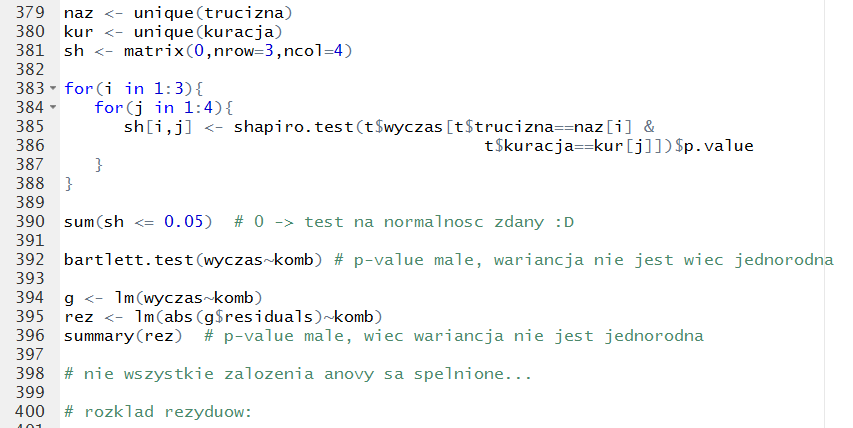 379 naz <- unique(trucizna)
380 kur <- unique(kuracja)
381 sh <- matrix(0,nrow=3,ncol=4)
382
383 for(i in 1:3){
384    for(j in 1:4){
385       sh[i,j] <- shapiro.test(t$wyczas[t$trucizna==naz[i] &
386                                          t$kuracja==kur[j]])$p.value
387    }
388 }
389
390 sum(sh <= 0.05)  # 0 -> test na normalnosc zdany :D
391
392 bartlett.test(wyczas~komb) # p-value male, wariancja nie jest wiec jednorodna
393
394 g <- lm(wyczas~komb)
395 rez <- lm(abs(g$residuals)~komb)
396 summary(rez)  # p-value male, wiec wariancja nie jest jednorodna
397
398 # nie wszystkie zalozenia anovy sa spelnione...
399
400 # rozklad rezyduow: